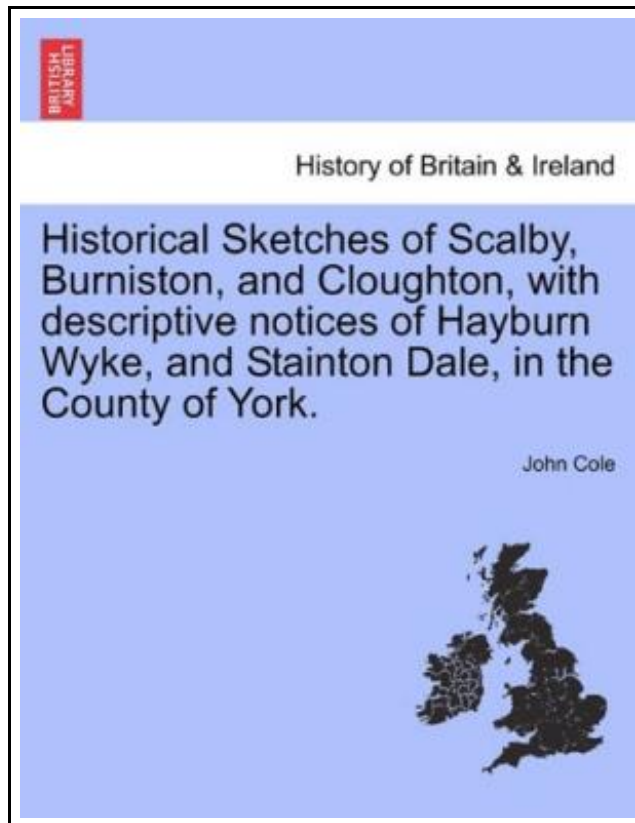 BRITISH
LIBRARY
History of Britain & Ireland
Historical Sketches of Scalby,
Burniston, and Cloughton, with
descriptive notices of Hayburn
Wyke, and Stainton Dale, in the
County of York.
John Cole